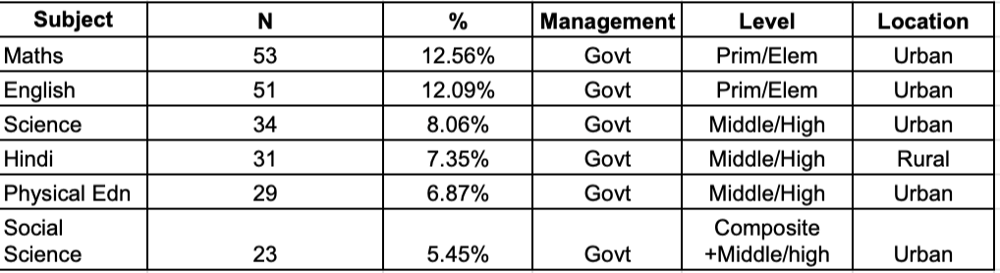 Subject N % Management Level Location
Maths 53 12.56% Govt Prim/Elem Urban
English 51 12.09% Govt Prim/Elem Urban
Science 34 8.06% Govt Middle/High Urban
Hindi 31 7.35% Govt Middle/High Rural
Physical Edn 29 6.87% Govt Middle/High Urban
Social Composite
Science 23 5.45% Govt +Middle/high Urban